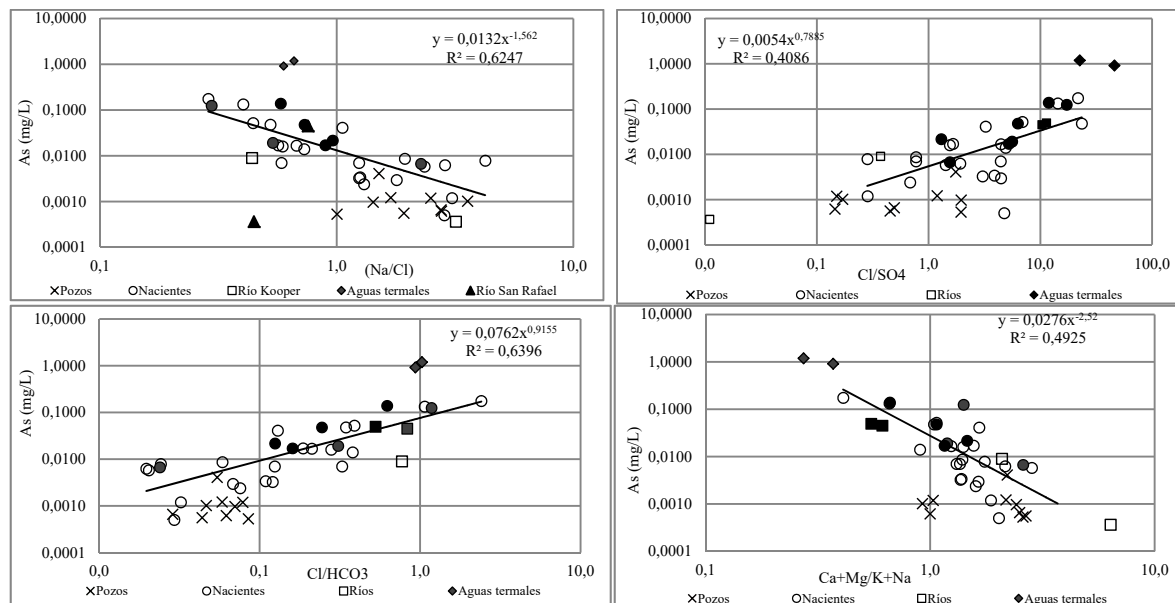 10,0000
1,0000
0,1000
0,0100
0,0010
0,0001
As (mg/L)
y = 0,0132x-1,562
R² = 0,6247
0,1 1,0 10,0
(Na/Cl)
Pozos Nacientes Río Kooper Aguas termales Río San Rafael
10,0000
1,0000
0,1000
0,0100
0,0010
0,0001
As (mg/L)
y = 0,0054x0,7885
R² = 0,4086
0,0 0,1 1,0 10,0 100,0
Cl/SO4
Pozos Nacientes Ríos Aguas termales
10,0000
1,0000
0,1000
0,0100
0,0010
0,0001
As (mg/L)
y = 0,0762x0,9155
R² = 0,6396
0,0 0,1 1,0 10,0
Cl/HCO3
Pozos Nacientes Ríos Aguas termales
10,0000
1,0000
0,1000
0,0100
0,0010
0,0001
As (mg/L)
y = 0,0276x-2,52
R² = 0,4925
0,1 1,0 10,0
Ca+Mg/K+Na
Pozos Nacientes Ríos Aguas termales